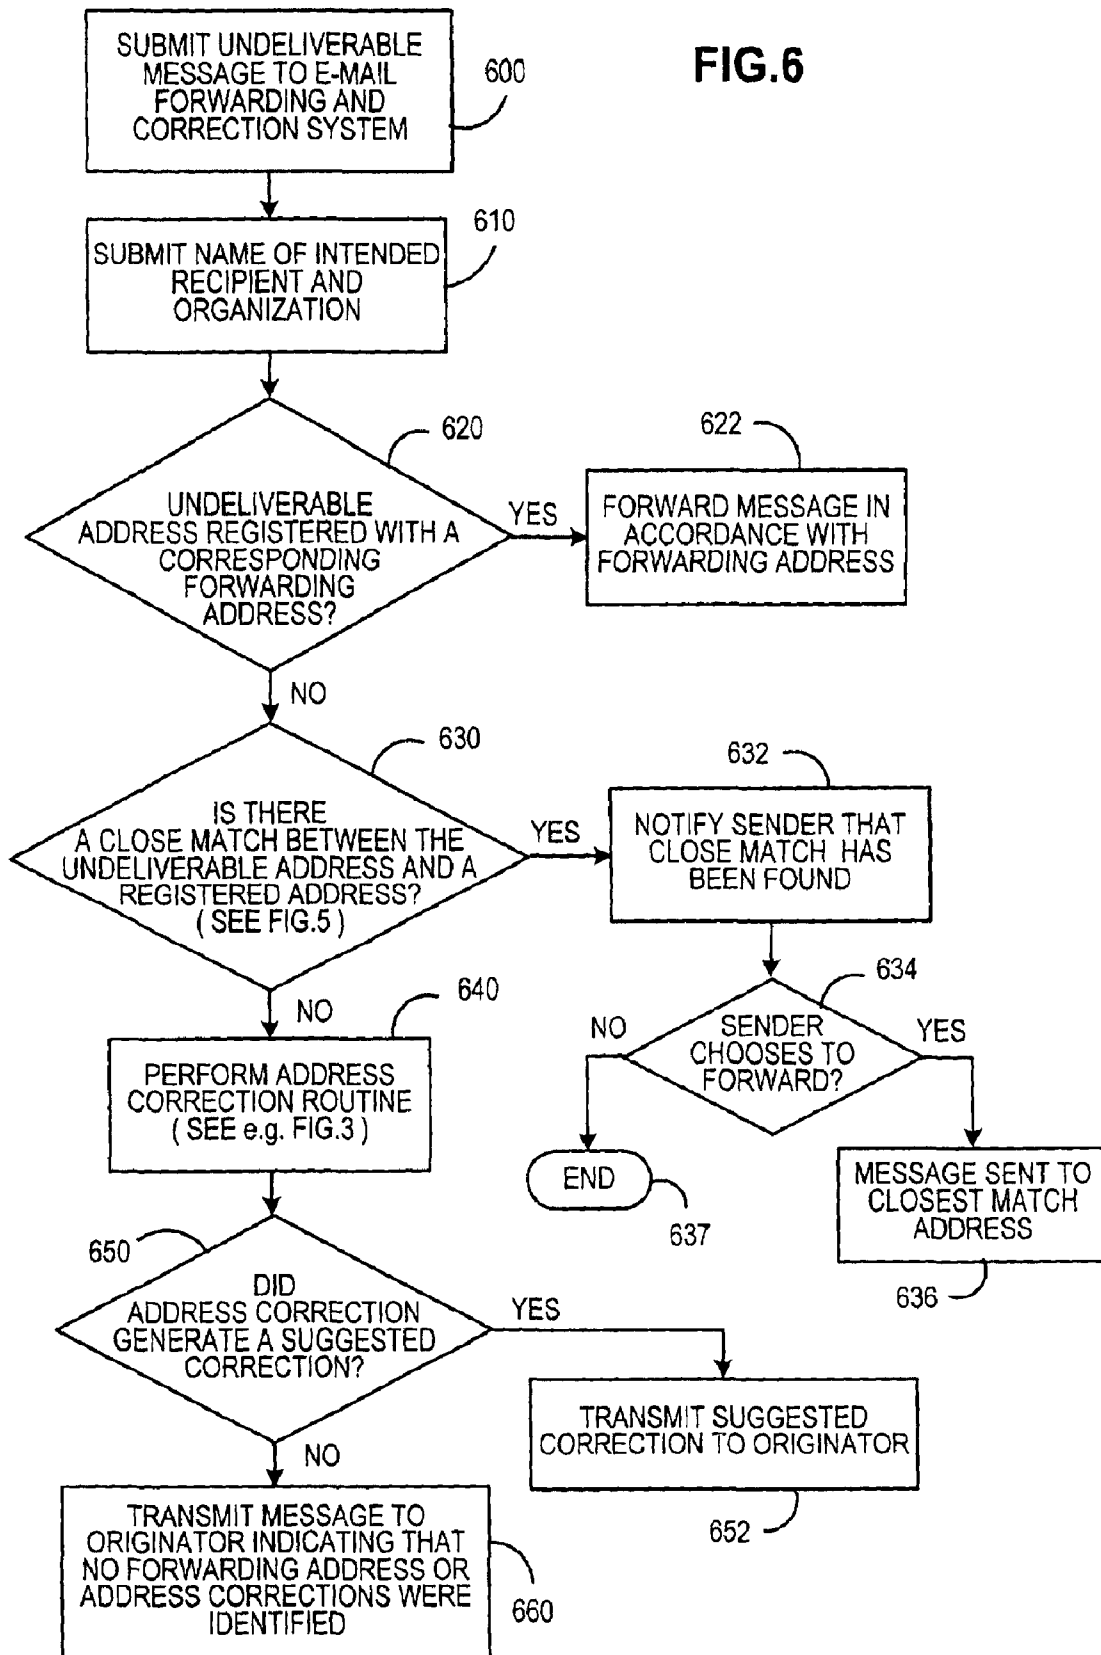 SUBMIT UNDELIVERABLE
MESSAGE TO E-MAIL
FORWARDING AND
CORRECTION SYSTEM
600
FIG.6
SUBMIT NAME OF INTENDED
RECIPIENT AND
ORGANIZATION
610
UNDELIVERABLE
ADDRESS REGISTERED WITH A
CORRESPONDING
FORWARDING
ADDRESS?
620
YES
FORWARD MESSAGE IN
ACCORDANCE WITH
FORWARDING ADDRESS
622
NO
IS THERE
A CLOSE MATCH BETWEEN THE
UNDELIVERABLE ADDRESS AND A
REGISTERED ADDRESS?
( SEE FIG.5 )
630
YES
NOTIFY SENDER THAT
CLOSE MATCH HAS
BEEN FOUND
632
SENDER
CHOOSES TO
FORWARD?
634
NO
YES
END
637
MESSAGE SENT TO
CLOSEST MATCH
ADDRESS
636
NO
PERFORM ADDRESS
CORRECTION ROUTINE
( SEE e.g. FIG.3 )
640
DID
ADDRESS CORRECTION
GENERATE A SUGGESTED
CORRECTION?
650
YES
TRANSMIT SUGGESTED
CORRECTION TO ORIGINATOR
652
NO
TRANSMIT MESSAGE TO
ORIGINATOR INDICATING THAT
NO FORWARDING ADDRESS OR
ADDRESS CORRECTIONS WERE
IDENTIFIED
660